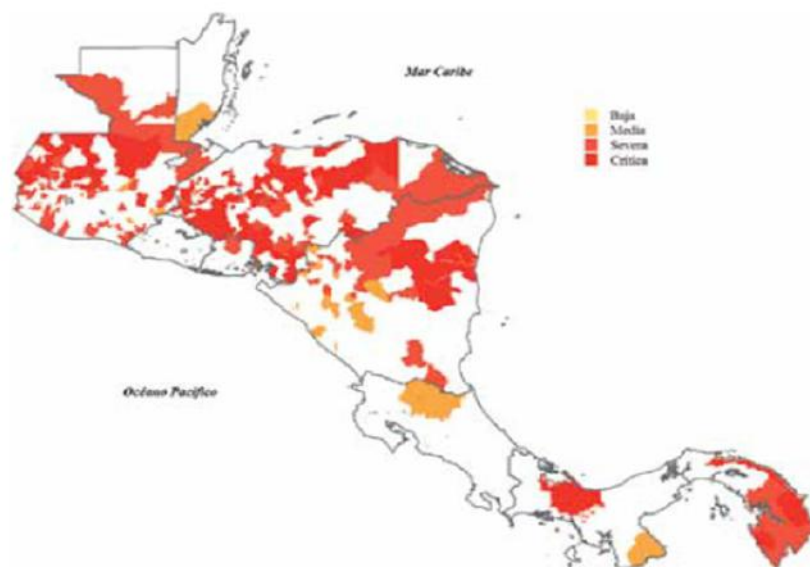 Mar Caribe
Baja
Media
Severa
Crítica
Océano Pacífico